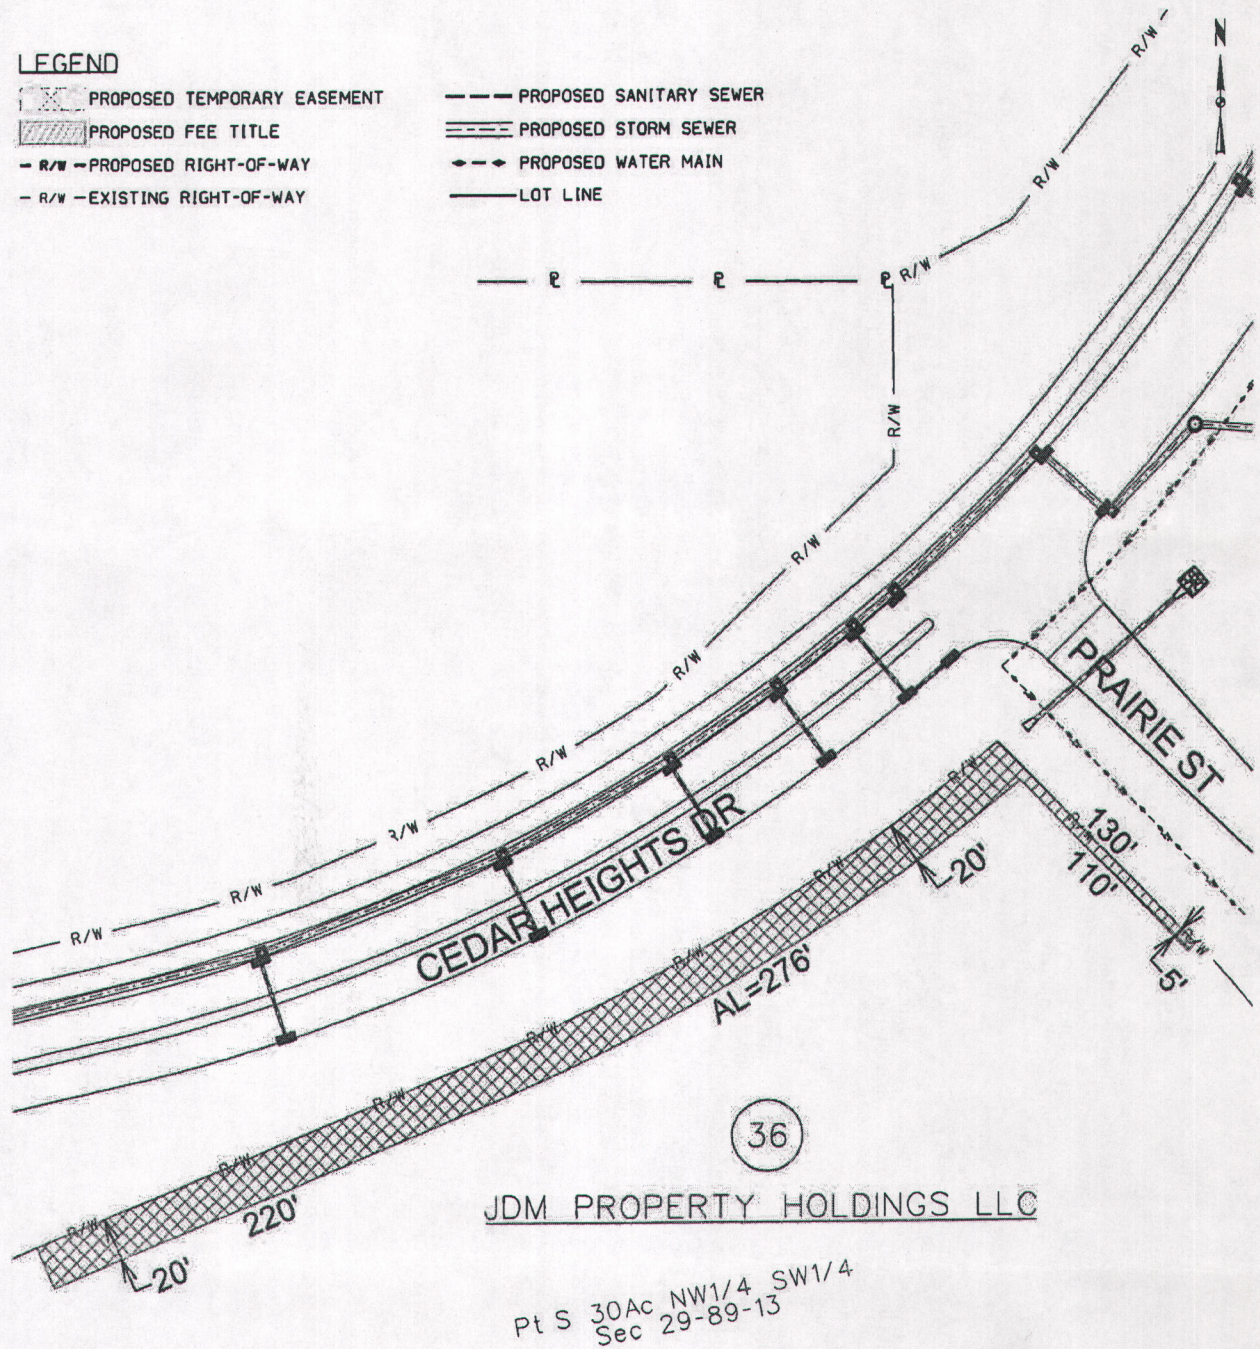 LEGEND
PROPOSED TEMPORARY EASEMENT
PROPOSED FEE TITLE
R/W PROPOSED RIGHT-OF-WAY
R/W EXISTING RIGHT-OF-WAY
PROPOSED SANITARY SEWER
PROPOSED STORM SEWER
PROPOSED WATER MAIN
LOT LINE
N
R/W
R/W
R/W
℄ ℄ ℄
R/W
R/W
R/W
R/W
R/W
R/W
R/W
PRAIRIE ST
CEDAR HEIGHTS DR
R/W
R/W
R/W
R/W
R/W
R/W
R/W
R/W
R/W
130'
110'
20'
5'
AL=276'
220'
20'
36
JDM PROPERTY HOLDINGS LLC
Pt S 30Ac NW1/4 SW1/4
Sec 29-89-13